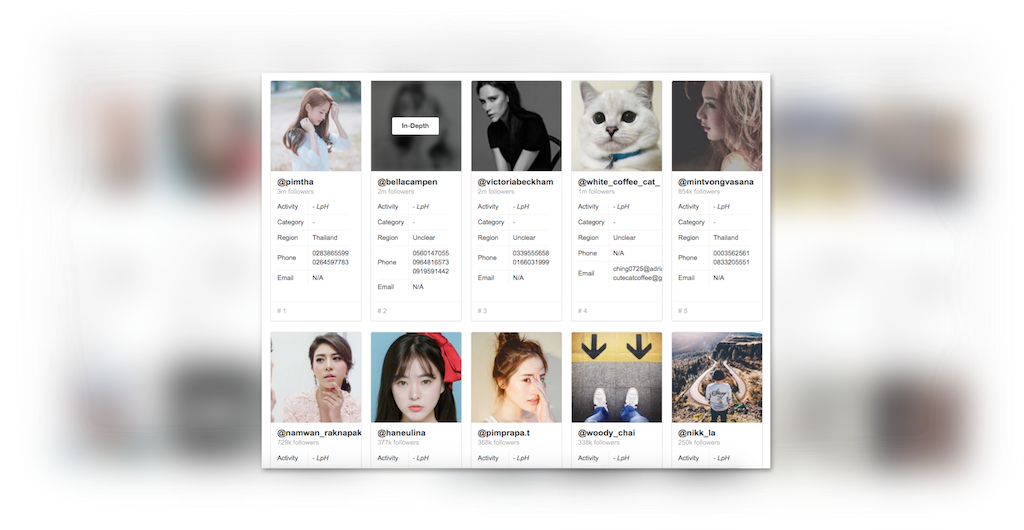 In-Depth
@pimtha
3m followers
Activity - LpH
Category -
Region Thailand
Phone 0283865599
0264597783
Email N/A
# 1
@bellacampen
2m followers
Activity - LpH
Category -
Region Unclear
Phone 0560147055
0964816573
0919591442
Email N/A
# 2
@victoriabeckham
2m followers
Activity - LpH
Category -
Region Unclear
Phone 0339555658
0166031999
Email N/A
# 3
@white_coffee_cat_
1m followers
Activity - LpH
Category -
Region Unclear
Phone N/A
Email ching0725@adria
cutecatcoffee@g
# 4
@mintvongvasana
854k followers
Activity - LpH
Category -
Region Thailand
Phone 0003562561
0833205551
Email N/A
# 5
@namwan_raknapak
729k followers
Activity - LpH
@haneulina
377k followers
Activity - LpH
@pimprapa.t
368k followers
Activity - LpH
@woody_chai
338k followers
Activity - LpH
@nikk_la
250k followers
Activity - LpH